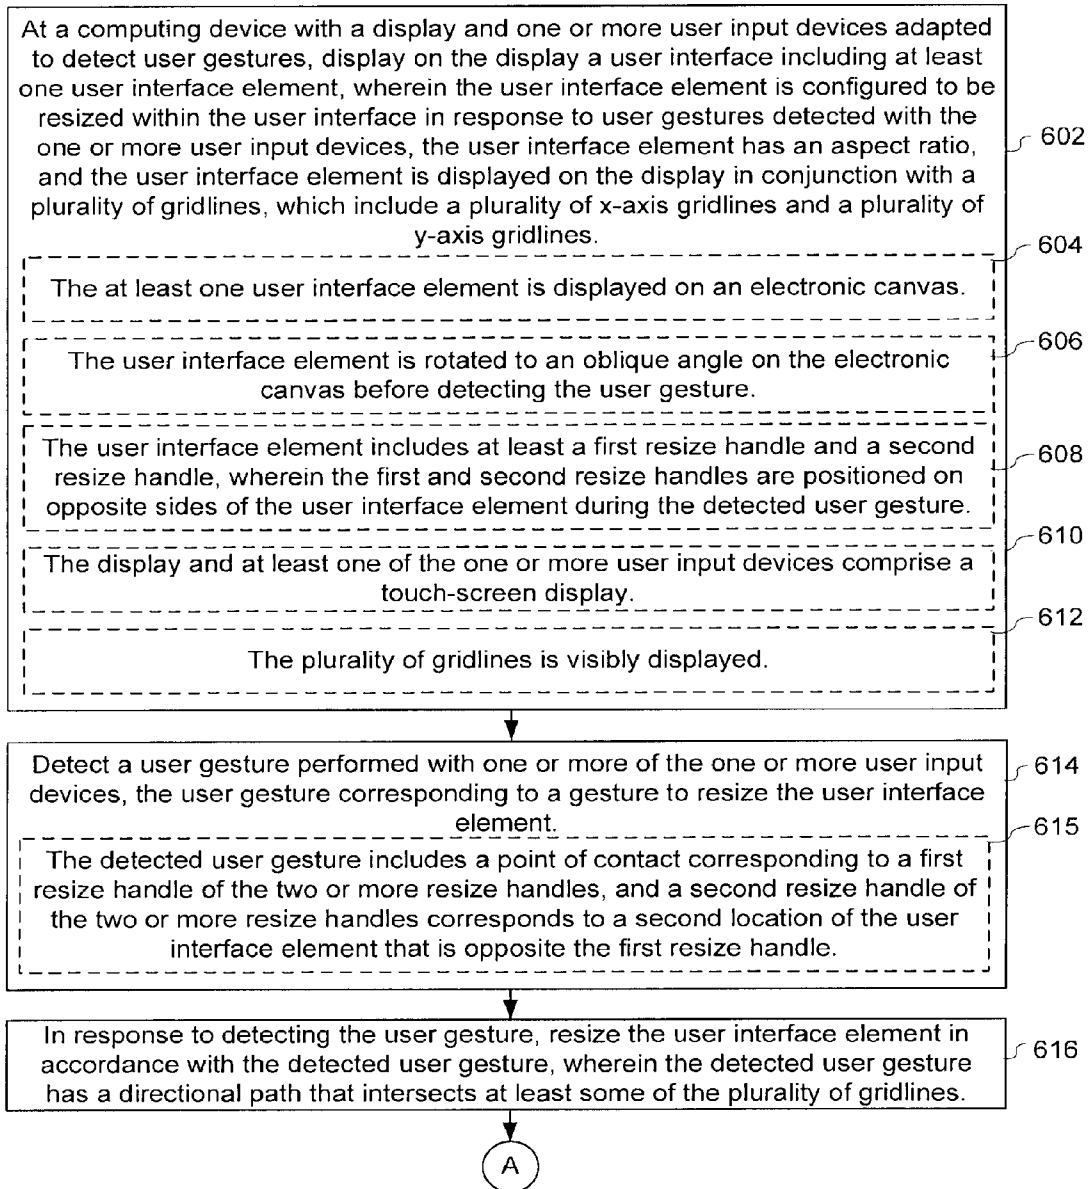 At a computing device with a display and one or more user input devices adapted
to detect user gestures, display on the display a user interface including at least
one user interface element, wherein the user interface element is configured to be
resized within the user interface in response to user gestures detected with the
one or more user input devices, the user interface element has an aspect ratio,
and the user interface element is displayed on the display in conjunction with a
plurality of gridlines, which include a plurality of x-axis gridlines and a plurality of
y-axis gridlines.
602
604
The at least one user interface element is displayed on an electronic canvas.
606
The user interface element is rotated to an oblique angle on the electronic
canvas before detecting the user gesture.
The user interface element includes at least a first resize handle and a second
resize handle, wherein the first and second resize handles are positioned on
opposite sides of the user interface element during the detected user gesture.
608
610
The display and at least one of the one or more user input devices comprise a
touch-screen display.
612
The plurality of gridlines is visibly displayed.
Detect a user gesture performed with one or more of the one or more user input
devices, the user gesture corresponding to a gesture to resize the user interface
element.
614
615
The detected user gesture includes a point of contact corresponding to a first
resize handle of the two or more resize handles, and a second resize handle of
the two or more resize handles corresponds to a second location of the user
interface element that is opposite the first resize handle.
In response to detecting the user gesture, resize the user interface element in
accordance with the detected user gesture, wherein the detected user gesture
has a directional path that intersects at least some of the plurality of gridlines.
616
A